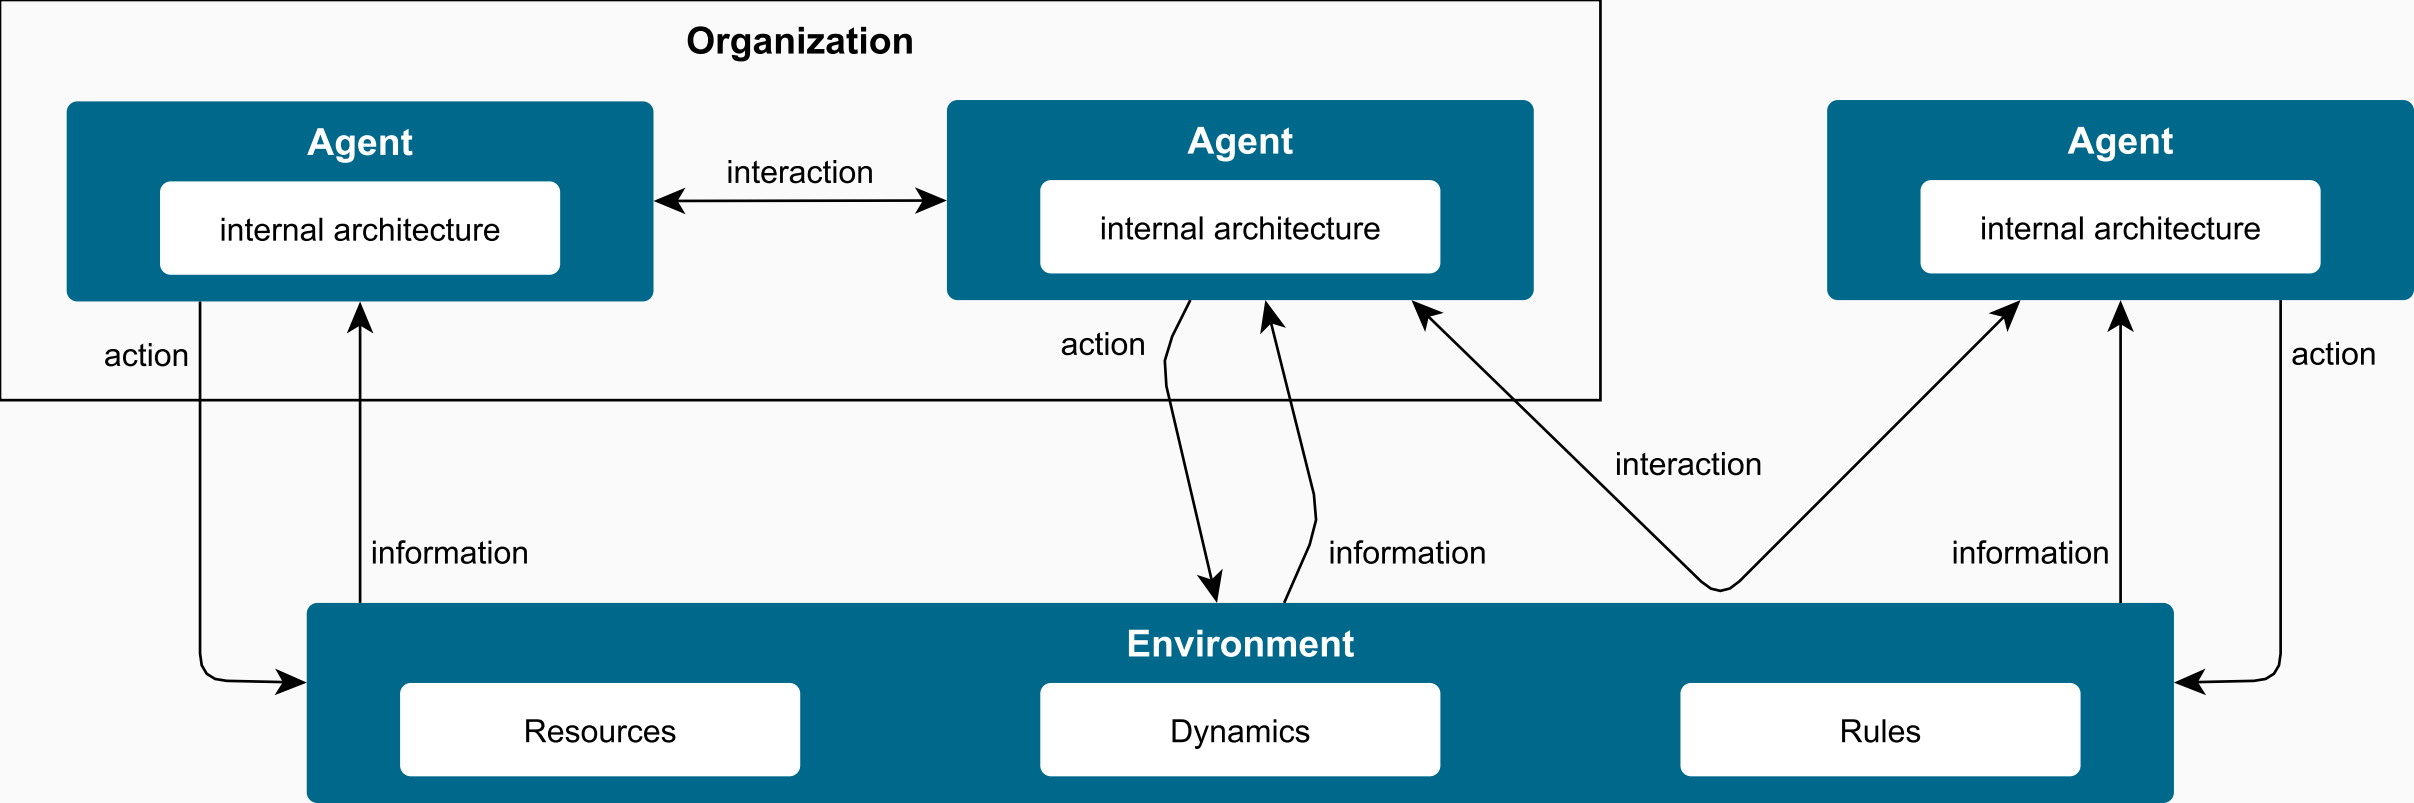 Organization
Agent
internal architecture
interaction
Agent
internal architecture
Agent
internal architecture
action
action
action
interaction
information
information
information
Environment
Resources
Dynamics
Rules